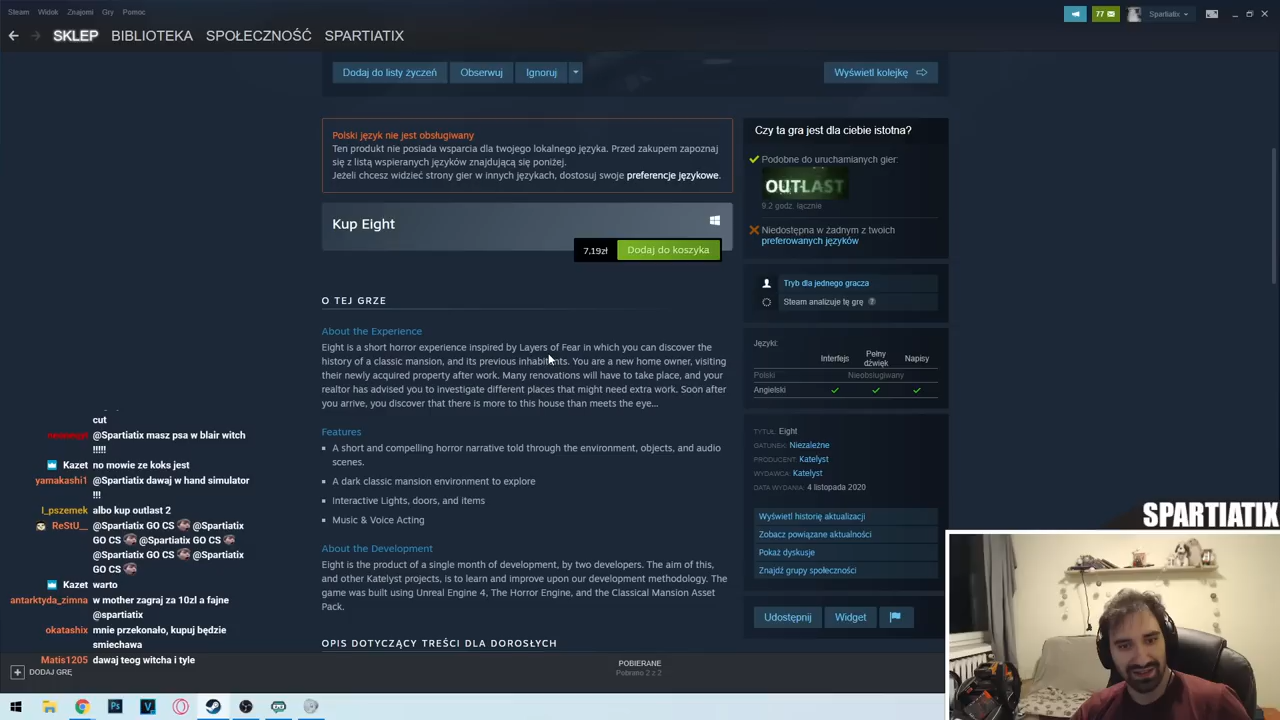 Steam Widok Znajomi Gry Pomoc
77
Spartiatix
SKLEP BIBLIOTEKA SPOŁECZNOŚĆ SPARTIATIX
Dodaj do listy życzeń Obserwuj Ignoruj Wyświetl kolejkę
Polski język nie jest obsługiwany
Ten produkt nie posiada wsparcia dla twojego lokalnego języka. Przed zakupem zapoznaj
się z listą wspieranych języków znajdującą się poniżej.
Jeżeli chcesz widzieć strony gier w innych językach, dostosuj swoje preferencje językowe.
Kup Eight
7,19zł Dodaj do koszyka
O TEJ GRZE
About the Experience
Eight is a short horror experience inspired by Layers of Fear in which you can discover the
history of a classic mansion, and its previous inhabitants. You are a new home owner, visiting
their newly acquired property after work. Many renovations will have to take place, and your
realtor has advised you to investigate different places that might need extra work. Soon after
you arrive, you discover that there is more to this house than meets the eye...
Features
A short and compelling horror narrative told through the environment, objects, and audio
scenes.
A dark classic mansion environment to explore
Interactive Lights, doors, and items
Music & Voice Acting
About the Development
Eight is the product of a single month of development, by two developers. The aim of this,
and other Katelyst projects, is to learn and improve upon our development methodology. The
game was built using Unreal Engine 4, The Horror Engine, and the Classical Mansion Asset
Pack.
OPIS DOTYCZĄCY TREŚCI DLA DOROSŁYCH
Czy ta gra jest dla ciebie istotna?
Podobne do uruchamianych gier:
OUTLAST
9.2 godz. łącznie
Niedostępna w żadnym z twoich
preferowanych języków
Tryb dla jednego gracza
Steam analizuje tę grę ?
Języki:
Interfejs Pełny dźwięk Napisy
Polski Nieobsługiwany
Angielski
TYTUŁ: Eight
GATUNEK: Niezależne
PRODUCENT: Katelyst
WYDAWCA: Katelyst
DATA WYDANIA: 4 listopada 2020
Wyświetl historię aktualizacji
Zobacz powiązane aktualności
Pokaż dyskusje
Znajdź grupy społeczności
Udostępnij Widget
cut
@Spartiatix masz psa w blair witch
!!!!!
Kazet no mowie ze koks jest
yamakashi1 @Spartiatix dawaj w hand simulator
!!!
l_pszemek albo kup outlast 2
ReStU__ @Spartiatix GO CS @Spartiatix
GO CS @Spartiatix GO CS
@Spartiatix GO CS @Spartiatix
GO CS
Kazet warto
antarktyda_zimna w mother zagraj za 10zl a fajne
@spartiatix
okatashix mnie przekonało, kupuj będzie
smiechawa
Matis1205 dawaj teog witcha i tyle
DODAJ GRĘ
POBIERANE
Pobrano 2 z 2
SPARTIATIX